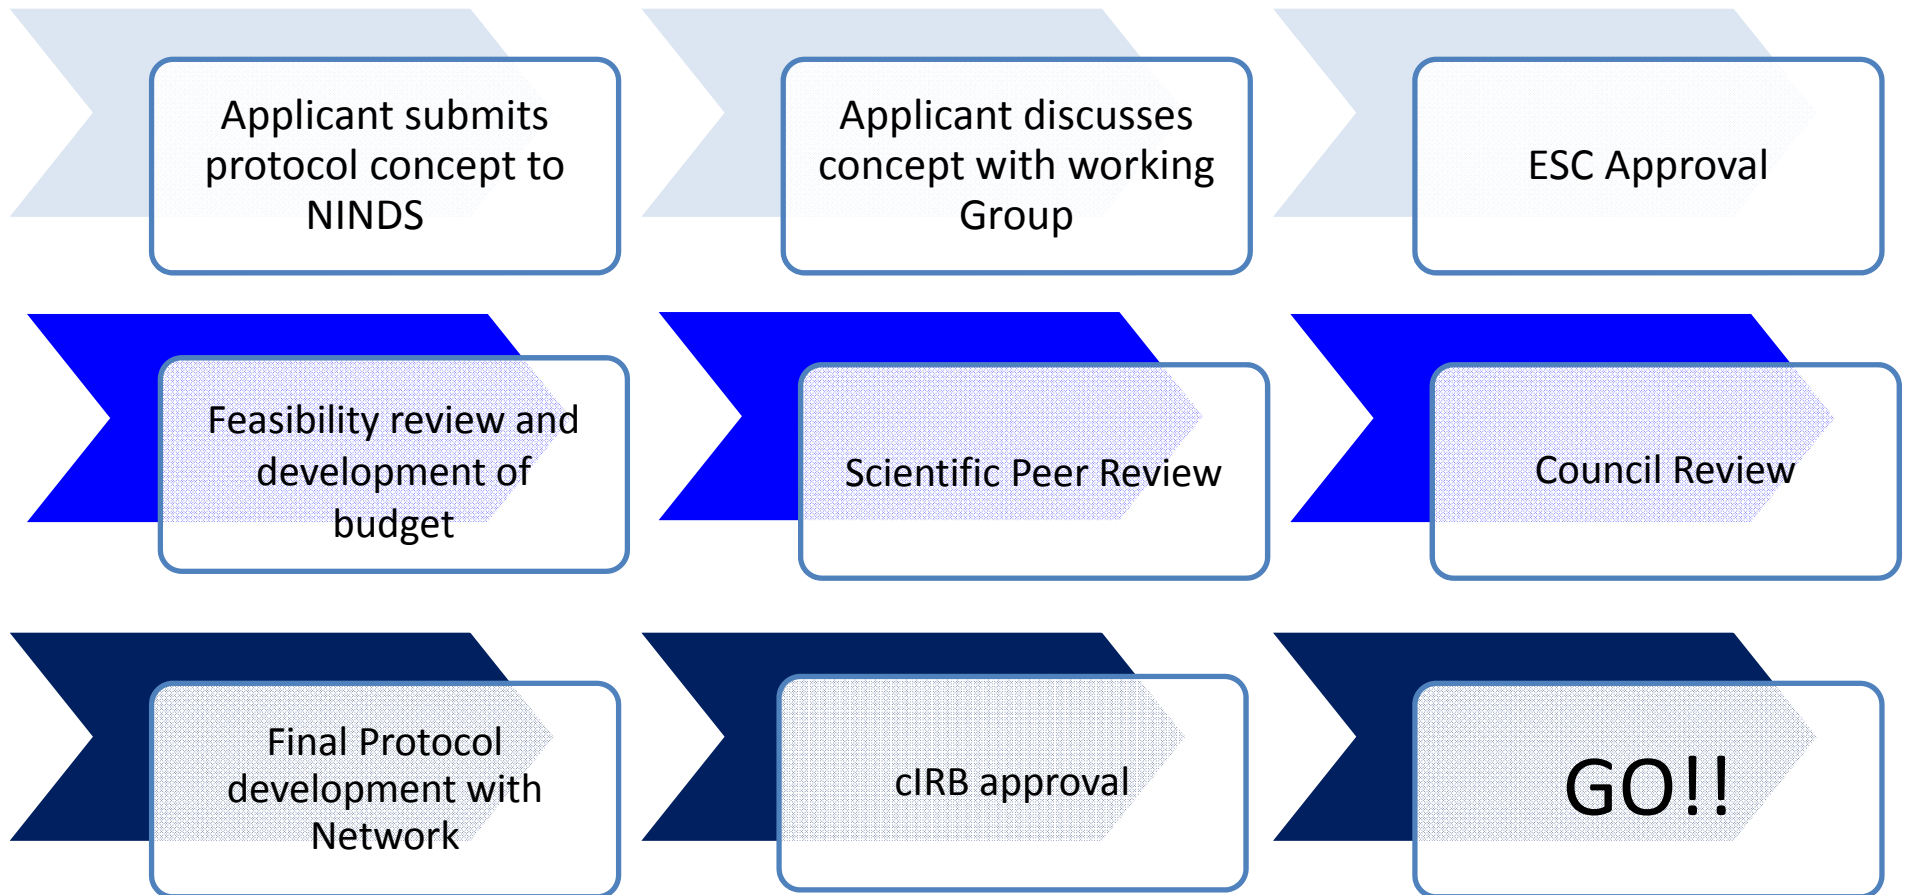 Applicant submits
protocol concept to
NINDS
Applicant discusses
concept with working
Group
ESC Approval
Feasibility review and
development of
budget
Scientific Peer Review
Council Review
Final Protocol
development with
Network
cIRB approval
GO!!